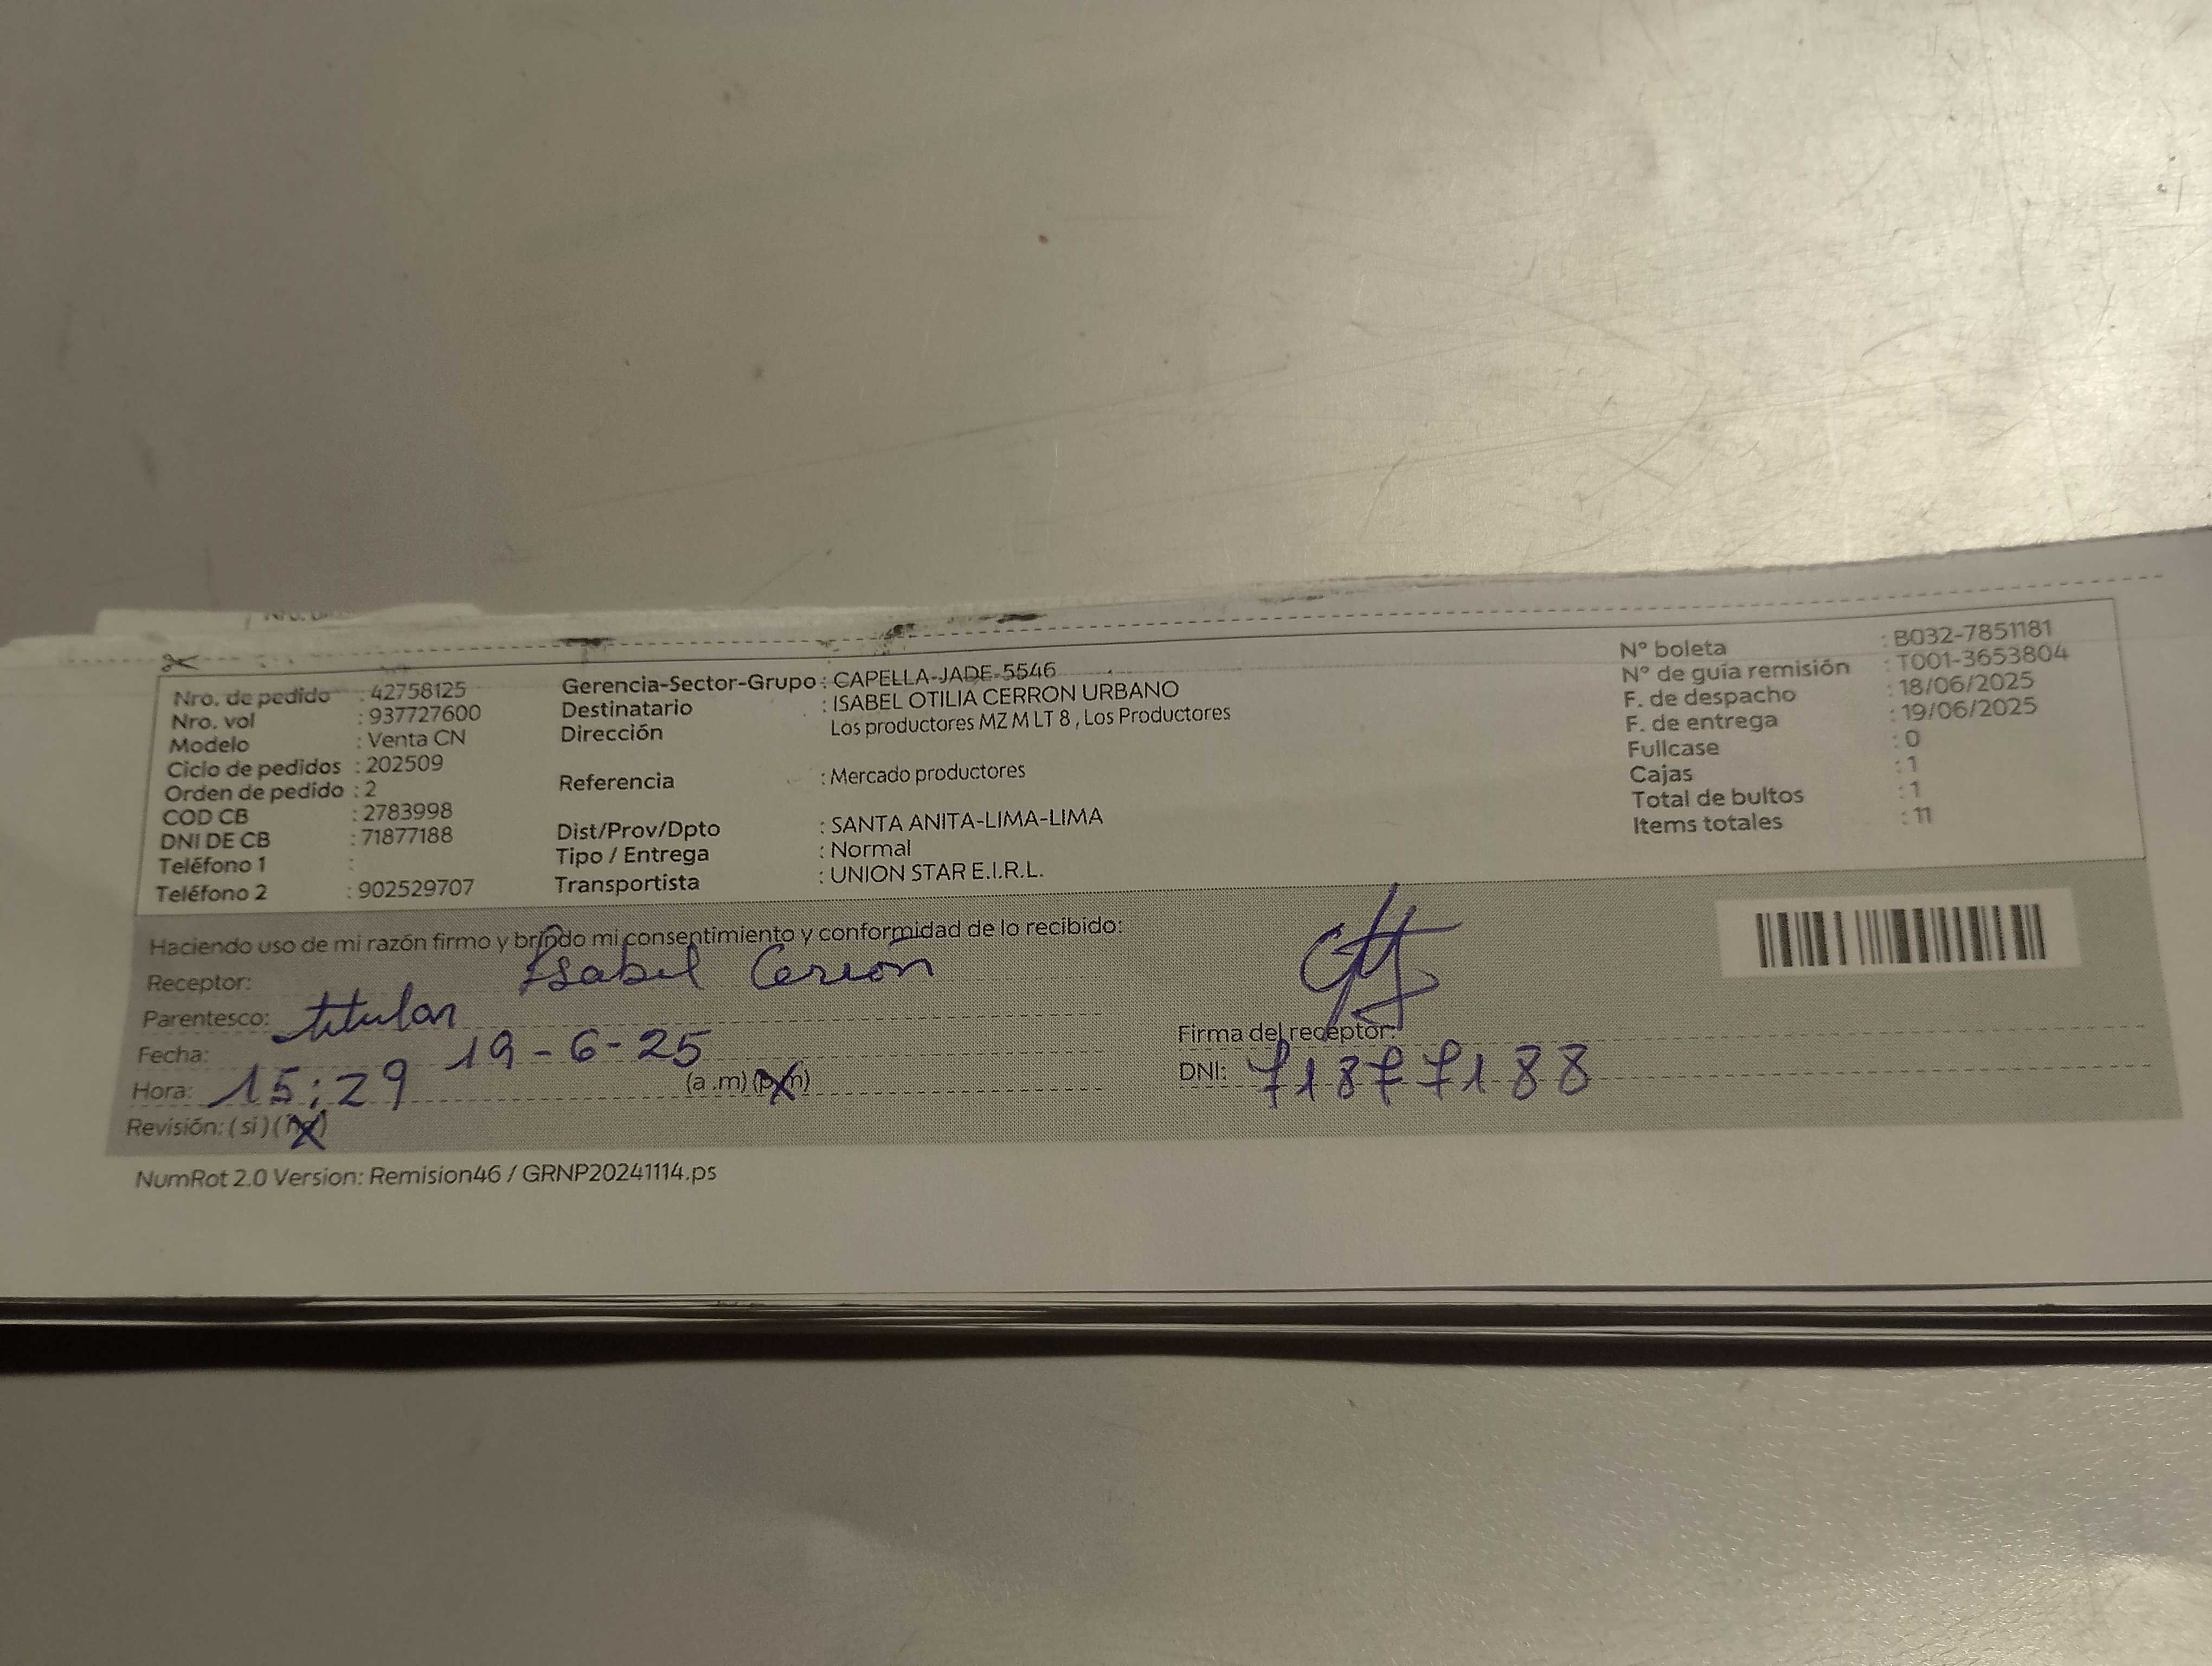 Nro. de pedido : 42758125
Nro. vol : 937727600
Modelo : Venta CN
Ciclo de pedidos : 202509
Orden de pedido : 2
COD CB : 2783998
DNI DE CB : 71877188
Teléfono 1 :
Teléfono 2 : 902529707
Gerencia-Sector-Grupo : CAPELLA-JADE-5546
Destinatario : ISABEL OTILIA CERRON URBANO
Dirección Los productores MZ M LT 8 , Los Productores
Referencia : Mercado productores
Dist/Prov/Dpto : SANTA ANITA-LIMA-LIMA
Tipo / Entrega : Normal
Transportista : UNION STAR E.I.R.L.
N° boleta : B032-7851181
N° de guía remisión : T001-3653804
F. de despacho : 18/06/2025
F. de entrega : 19/06/2025
Fullcase : 0
Cajas : 1
Total de bultos : 1
Items totales : 11
Haciendo uso de mi razón firmo y brindo mi consentimiento y conformidad de lo recibido:
Receptor: Isabel Cerrón
Parentesco: titular
Fecha: 19-6-25
Hora: 15:29 (a .m) (p.m)
Revisión: (si) (no)
Firma del receptor:
DNI: 71877188
NumRot 2.0 Version: Remision46 / GRNP20241114.ps